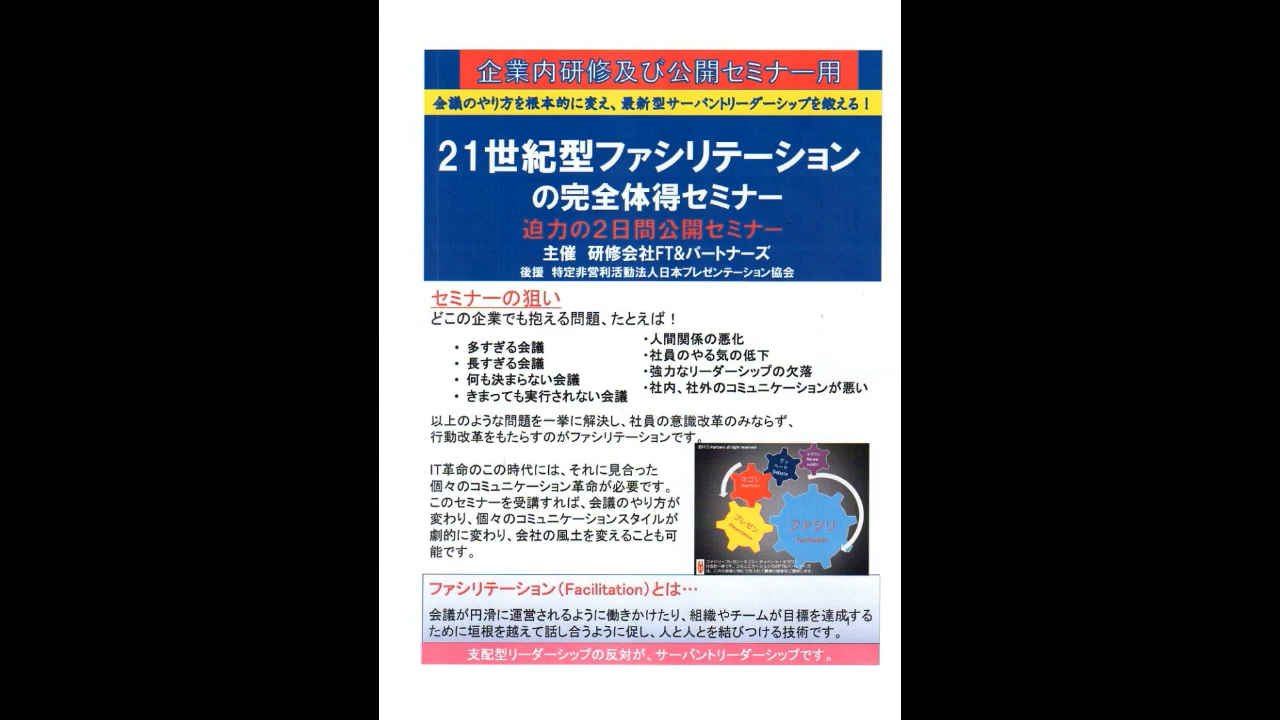 企業内研修及び公開セミナー用
会議のやり方を根本的に変え、最新型サーバントリーダーシップを鍛える！
21世紀型ファシリテーション
の完全体得セミナー
迫力の2日間公開セミナー
主催　研修会社FT&パートナーズ
後援　特定非営利活動法人日本プレゼンテーション協会
セミナーの狙い
どこの企業でも抱える問題、たとえば！
・ 多すぎる会議
・ 長すぎる会議
・ 何も決まらない会議
・ きまっても実行されない会議
・人間関係の悪化
・社員のやる気の低下
・強力なリーダーシップの欠落
・社内、社外のコミュニケーションが悪い
以上のような問題を一挙に解決し、社員の意識改革のみならず、
行動改革をもたらすのがファシリテーションです。
IT革命のこの時代には、それに見合った
個々のコミュニケーション革命が必要です。
このセミナーを受講すれば、会議のやり方が
変わり、個々のコミュニケーションスタイルが
劇的に変わり、会社の風土を変えることも可
能です。
ネゴシ
ディ
ベート
Debate
プレゼン
Presentation
ファシリ
Facilitation
ファシリテーション（Facilitation）とは…
会議が円滑に運営されるように働きかけたり、組織やチームが目標を達成する
ために垣根を越えて話し合うように促し、人と人とを結びつける技術です。
1
支配型リーダーシップの反対が、サーバントリーダーシップです。